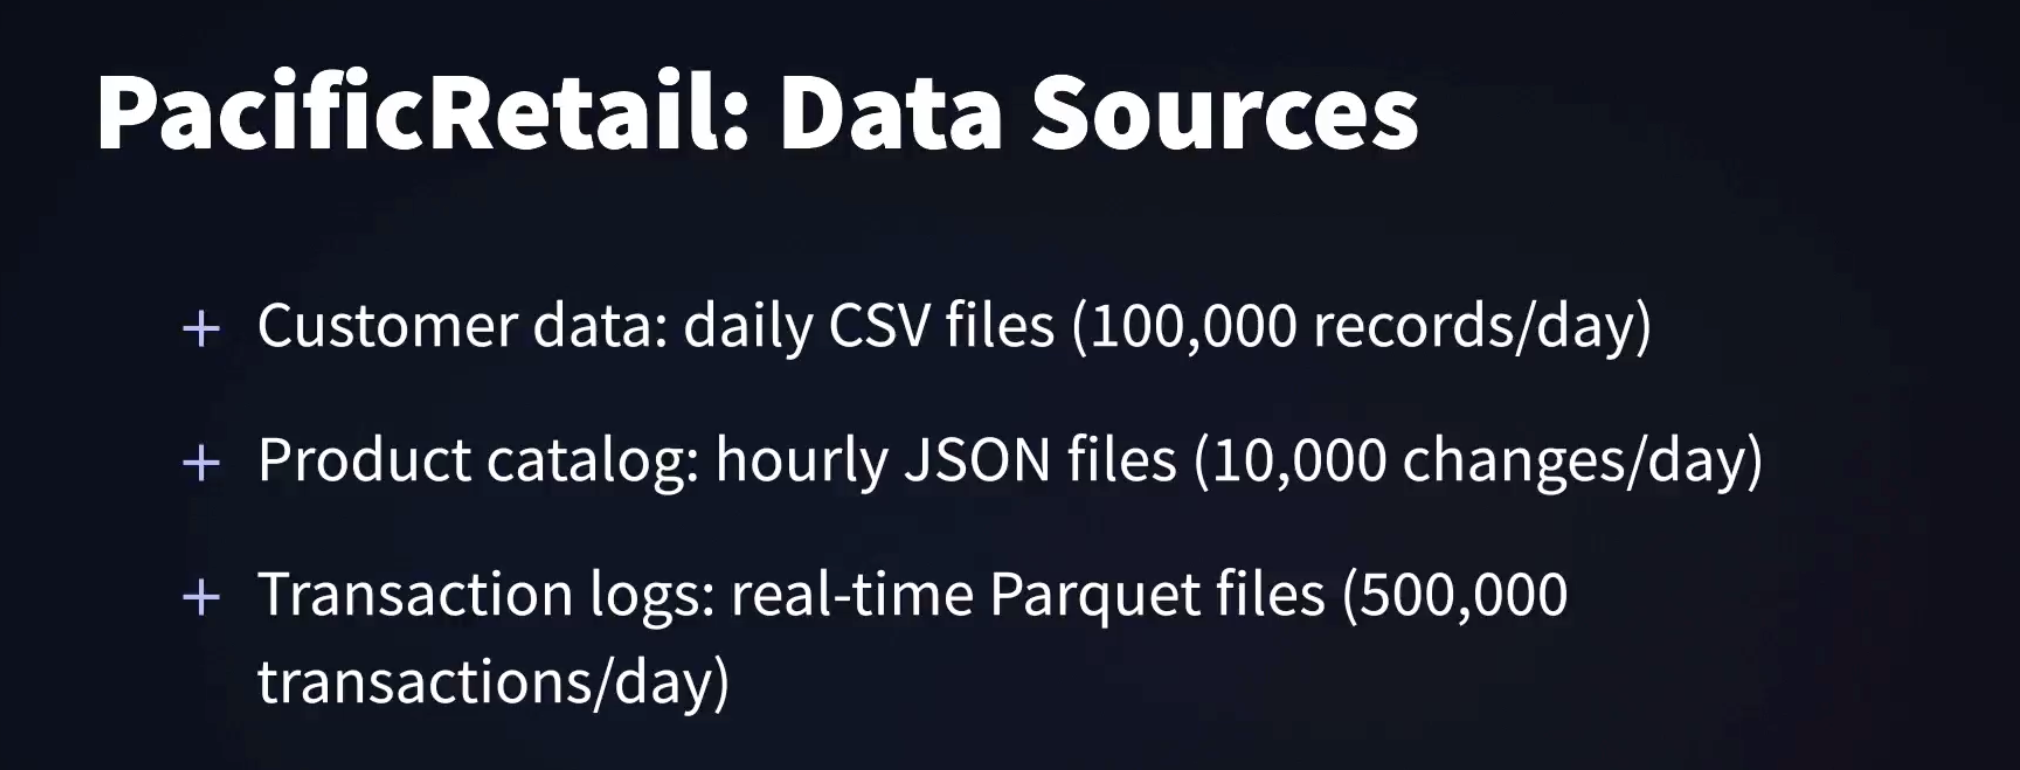 PacificRetail: Data Sources
+ Customer data: daily CSV files (100,000 records/day)
+ Product catalog: hourly JSON files (10,000 changes/day)
+ Transaction logs: real-time Parquet files (500,000
transactions/day)